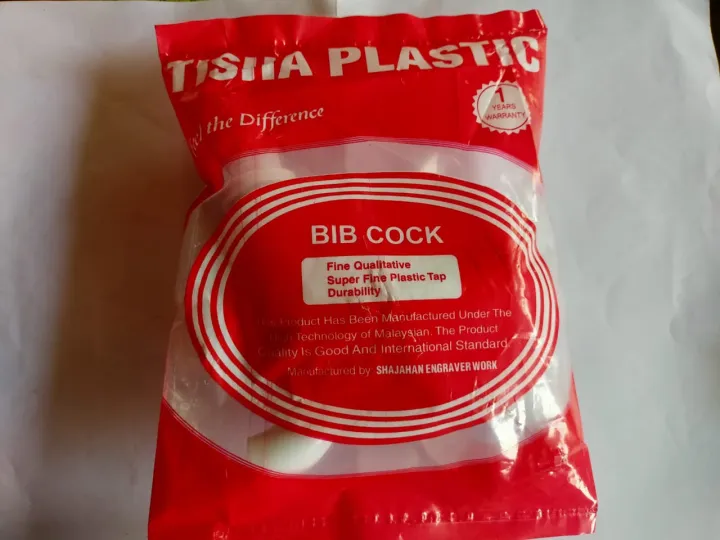 TISHA PLASTIC
the Difference
1
YEARS
WARRANTY
BIB COCK
Fine Qualitative
Super Fine Plastic Tap
Durability
Product Has Been Manufactured Under The
Technology of Malaysian. The Product
Quality Is Good And International Standard.
Manufactured by: SHAJAHAN ENGRAVER WORK